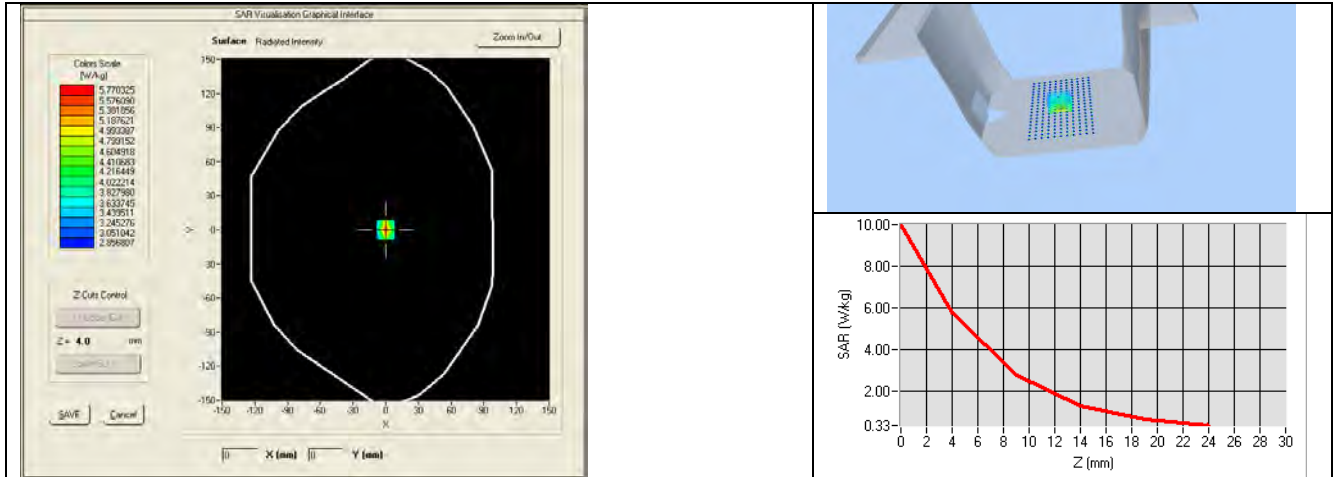 SAR Visualisation Graphical Interface
Surface Radiated Intensity
Zoom In/Out
Colors Scale
(W/kg)
5.770325
5.576090
5.381856
5.187621
4.993387
4.799152
4.604918
4.410683
4.216449
4.022214
3.827980
3.633745
3.439511
3.245276
3.051042
2.856807
Z Cuts Control
Z = 4.0 mm
SAVE Cancel
150-
120-
90-
60-
30-
0-
-30-
-60-
-90-
-120-
-150-
Y
-150 -120 -90 -60 -30 0 30 60 90 120 150
X
0 X (mm) 0 Y (mm)
10.00-
8.00-
6.00-
4.00-
2.00-
0.33-
SAR (W/kg)
0 2 4 6 8 10 12 14 16 18 20 22 24 26 28 30
Z (mm)